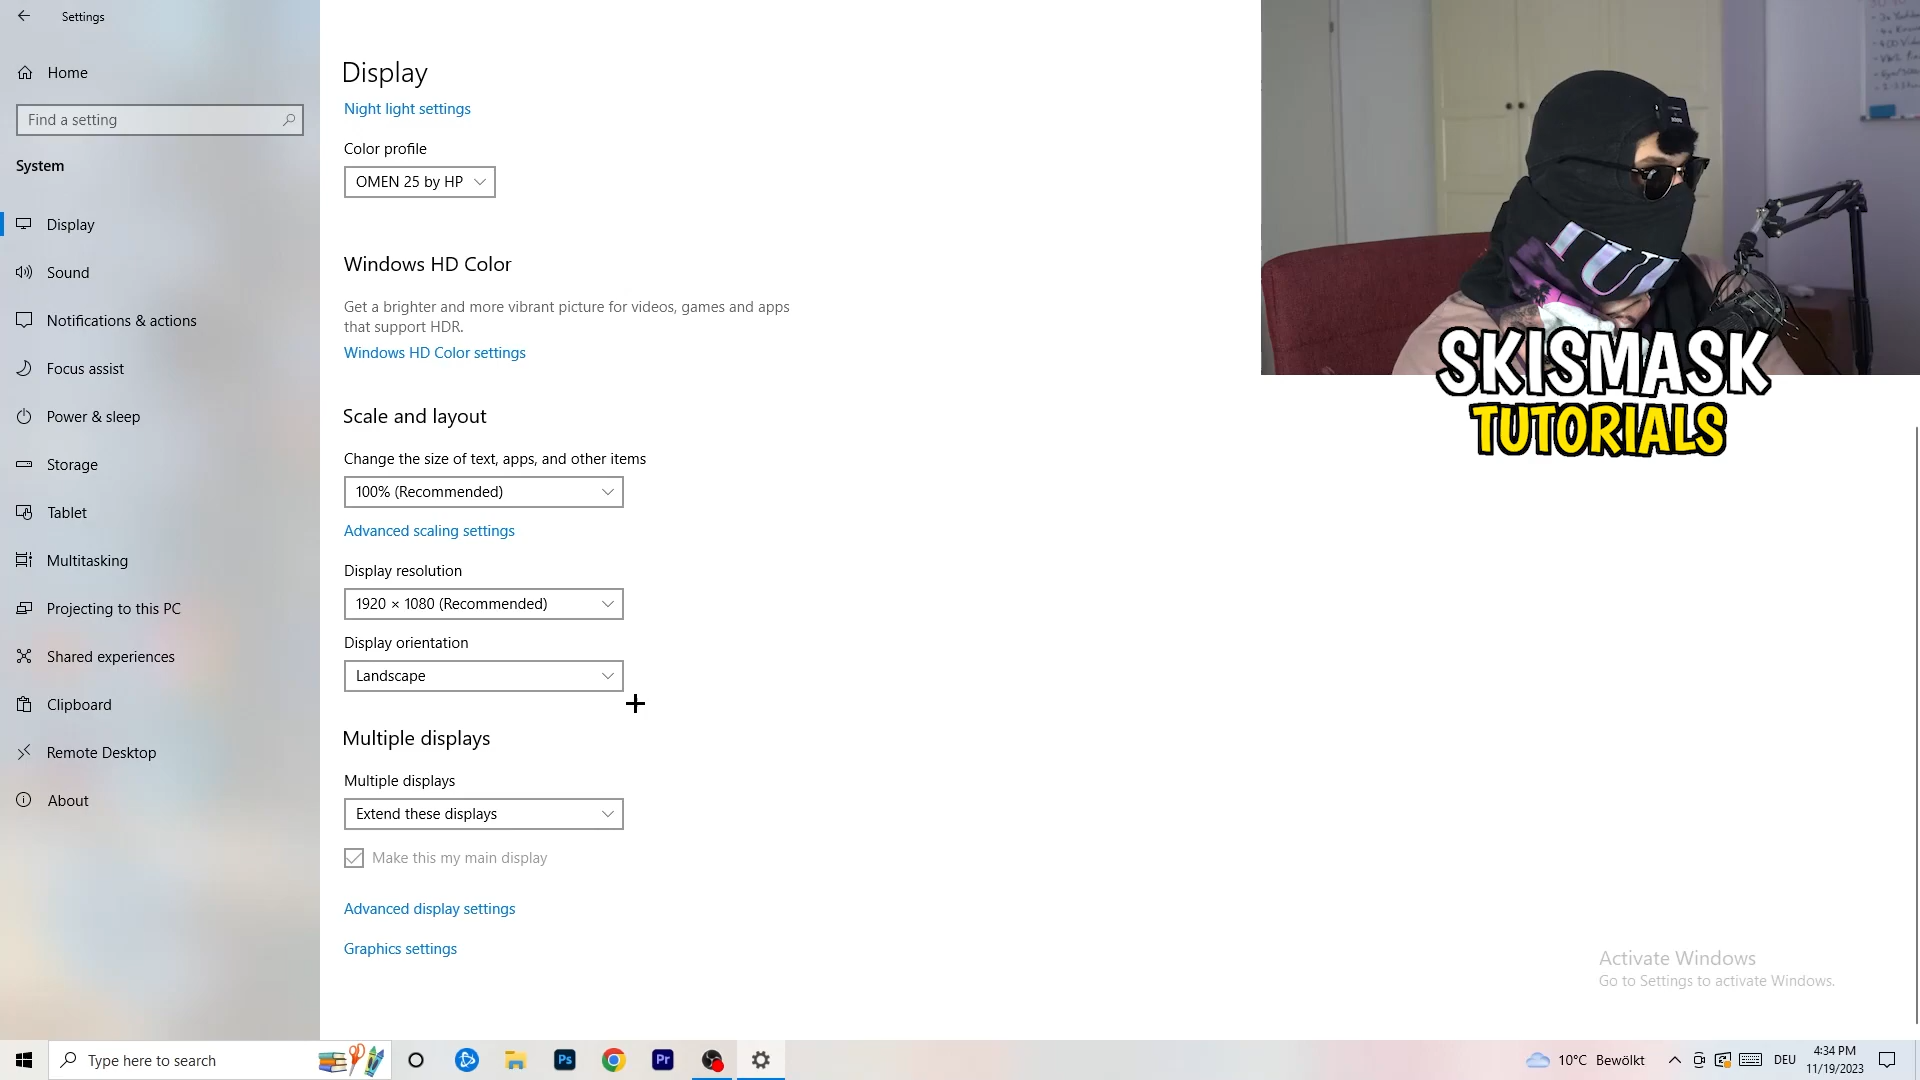 Settings
Home
Find a setting
System
Display
Sound
Notifications & actions
Focus assist
Power & sleep
Storage
Tablet
Multitasking
Projecting to this PC
Shared experiences
Clipboard
Remote Desktop
About
Display
Night light settings
Color profile
OMEN 25 by HP
Windows HD Color
Get a brighter and more vibrant picture for videos, games and apps
that support HDR.
Windows HD Color settings
Scale and layout
Change the size of text, apps, and other items
100% (Recommended)
Advanced scaling settings
Display resolution
1920 × 1080 (Recommended)
Display orientation
Landscape
Multiple displays
Multiple displays
Extend these displays
Make this my main display
Advanced display settings
Graphics settings
SKISMASK
TUTORIALS
Activate Windows
Go to Settings to activate Windows.
Type here to search
Ps
Pr
10°C Bewölkt
DEU
4:34 PM
11/19/2023